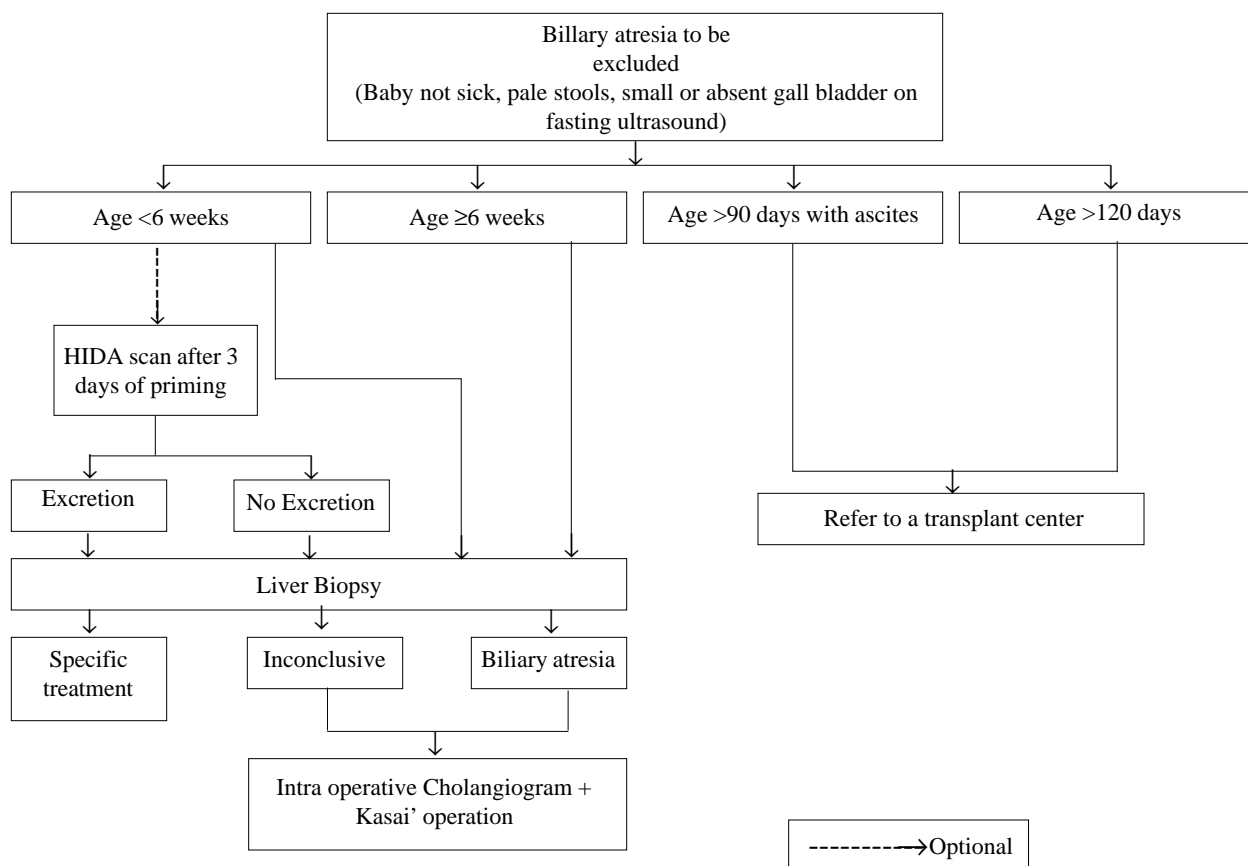 Billary atresia to be
excluded
(Baby not sick, pale stools, small or absent gall bladder on
fasting ultrasound)
Age <6 weeks
Age ≥6 weeks
Age >90 days with ascites
Age >120 days
HIDA scan after 3
days of priming
Excretion
No Excretion
Refer to a transplant center
Liver Biopsy
Specific
treatment
Inconclusive
Biliary atresia
Intra operative Cholangiogram +
Kasai’ operation
Optional